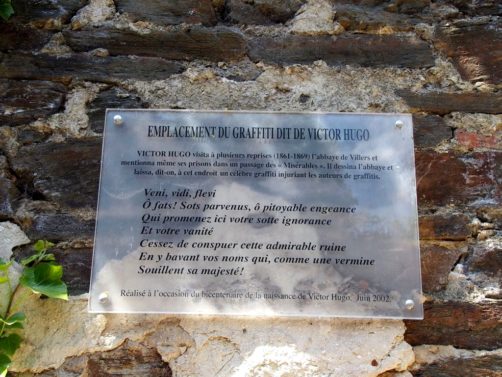 EMPLACEMENT DU GRAFFITI DIT DE VICTOR HUGO
VICTOR HUGO visita à plusieurs reprises (1861-1869) l'abbaye de Villers et
mentionna même ses prisons dans un passage des « Misérables ». Il dessina l'abbaye et
laissa, dit-on, à cet endroit un célèbre graffiti injuriant les auteurs de graffitis.
Veni, vidi, flevi
Ô fats! Sots parvenus, ô pitoyable engeance
Qui promenez ici votre sotte ignorance
Et votre vanité
Cessez de conspuer cette admirable ruine
En y bavant vos noms qui, comme une vermine
Souillent sa majesté!
Réalisé à l'occasion du bicentenaire de la naissance de Victor Hugo, Juin 2002.